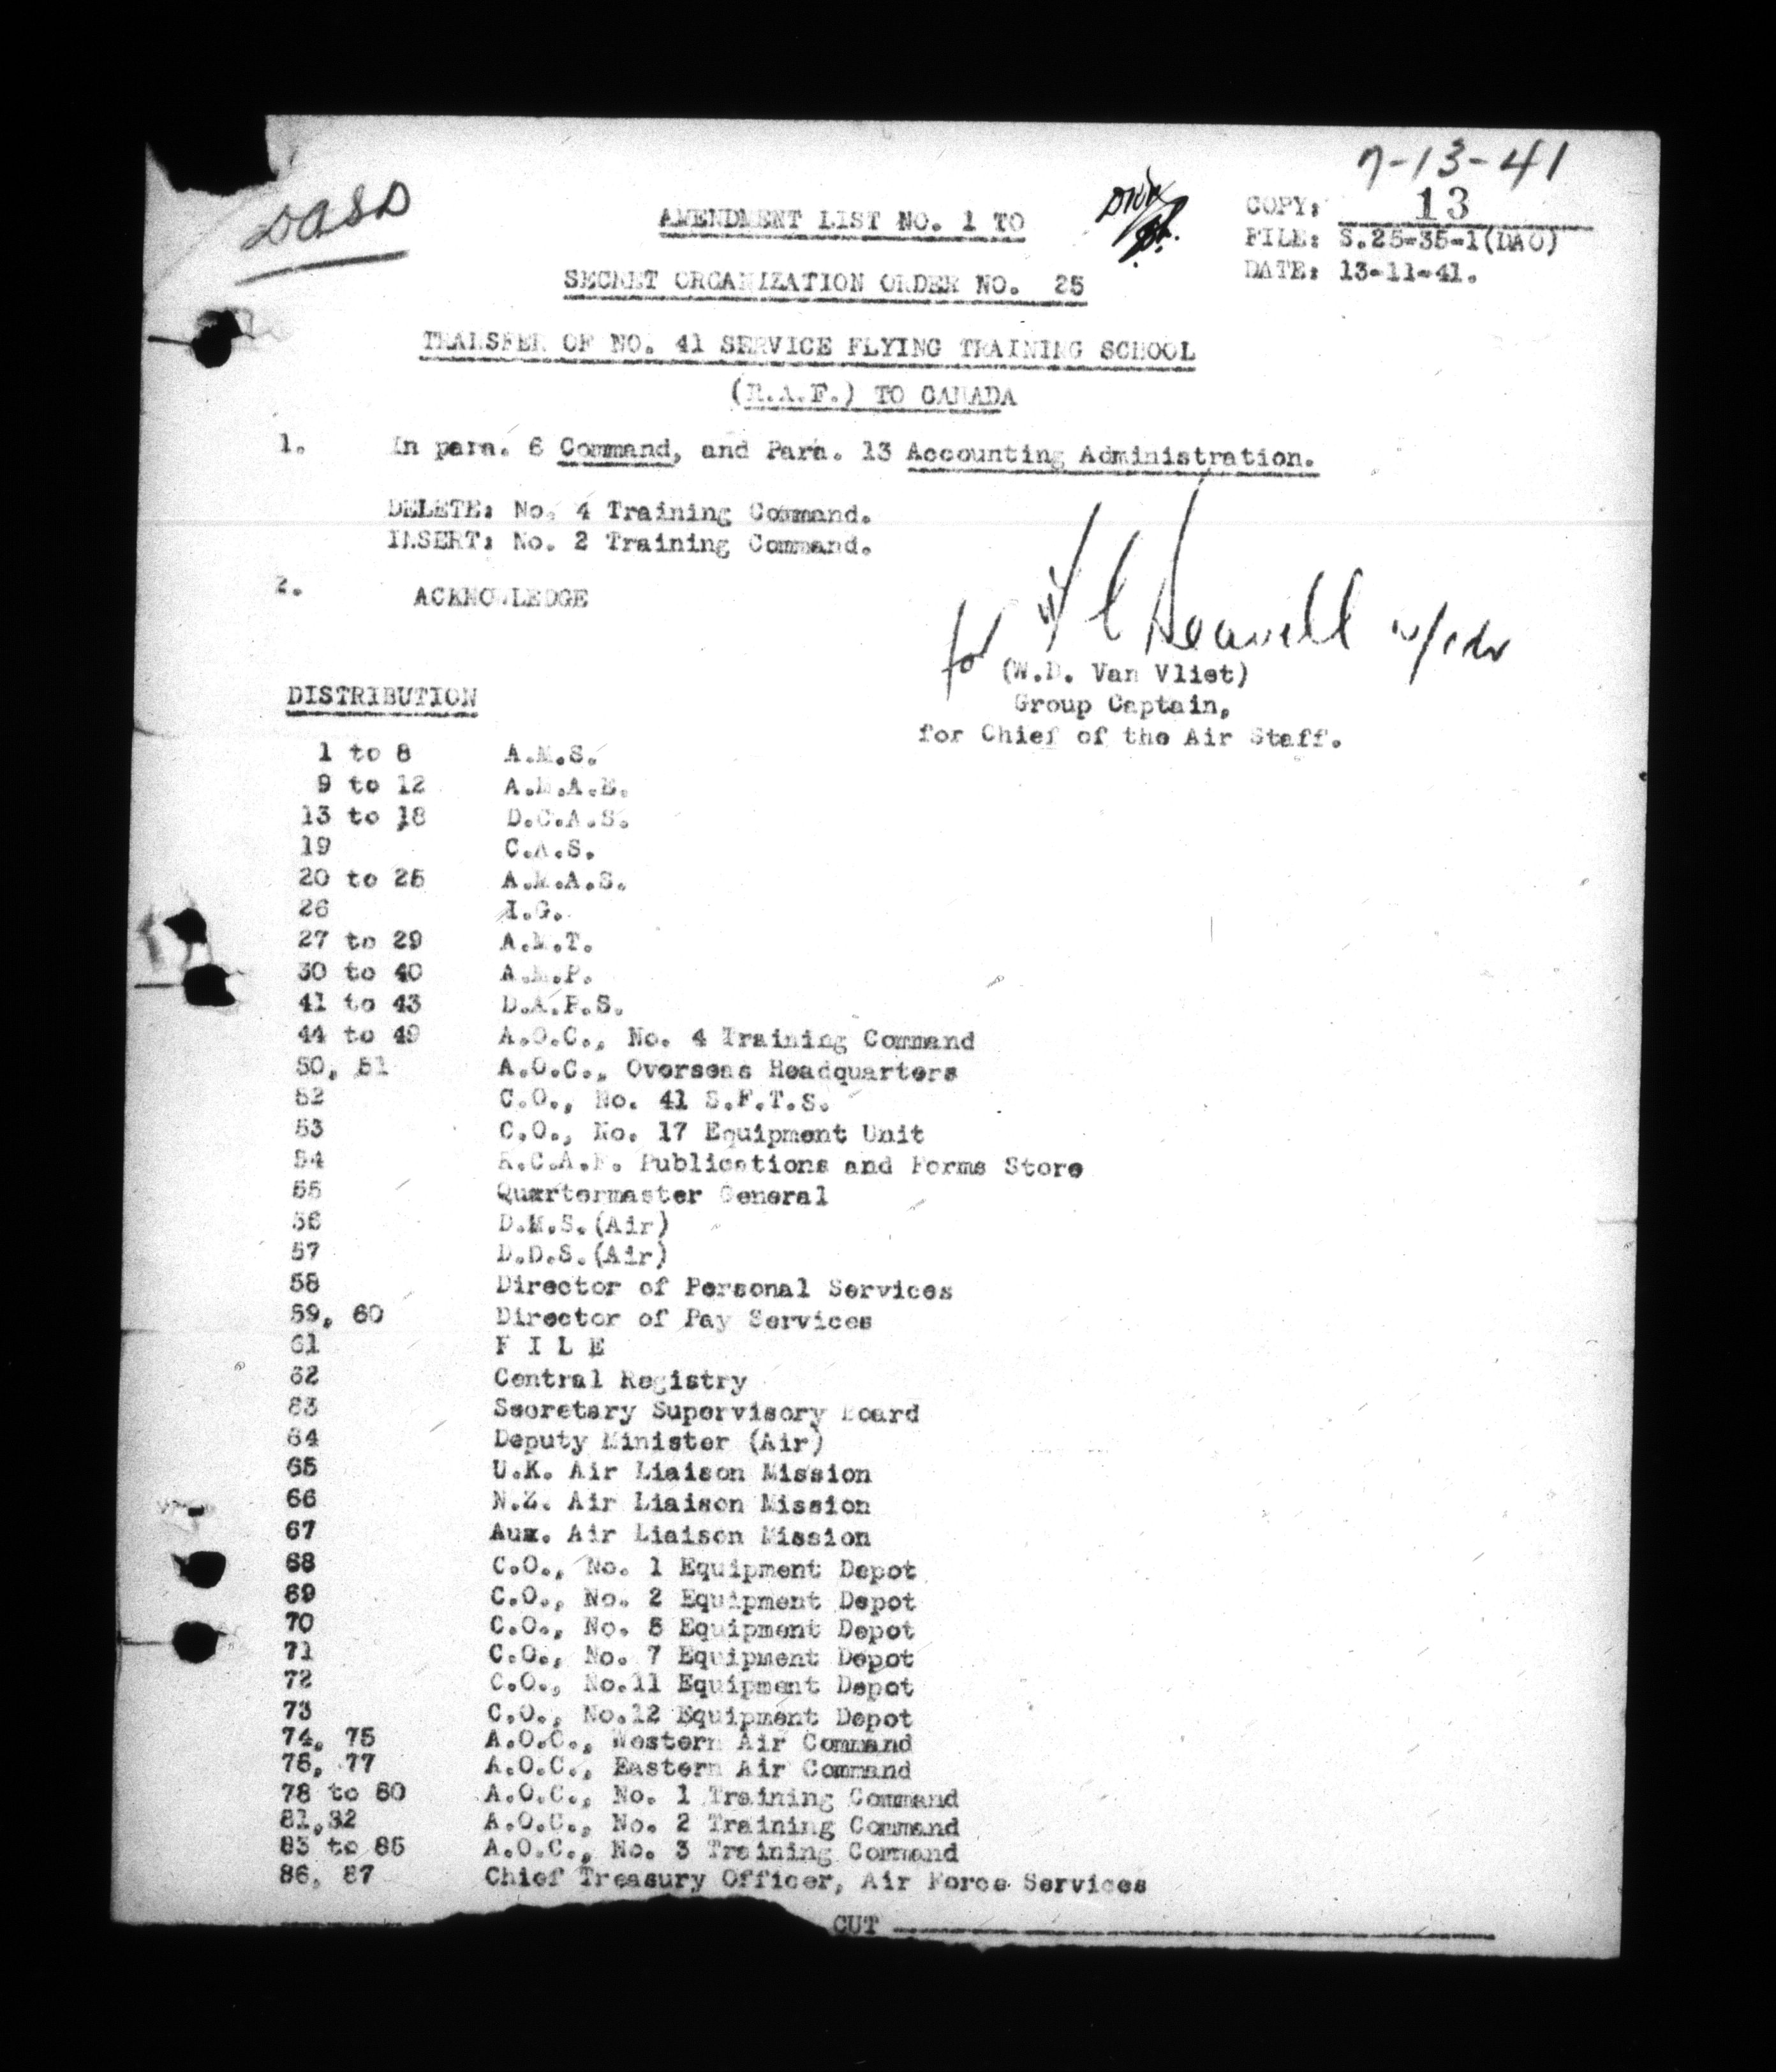 7-13-41
DASD
AMENDMENT LIST NO. 1 TO
COPY: 13
FILE: S.25-35-1(DAO)
DATE: 13-11-41.
SECRET ORGANIZATION ORDER NO. 25
TRANSFER OF NO. 41 SERVICE FLYING TRAINING SCHOOL
(R.A.F.) TO CANADA
1. In para. 6 Command, and Para. 13 Accounting Administration.
DELETE: No. 4 Training Command.
INSERT: No. 2 Training Command.
2. ACKNOWLEDGE
for
(W.D. Van Vliet)
Group Captain,
for Chief of the Air Staff.
DISTRIBUTION
1 to 8 A.M.S.
9 to 12 A.M.A.E.
13 to 18 D.C.A.S.
19 C.A.S.
20 to 25 A.M.A.S.
26 I.G.
27 to 29 A.M.T.
30 to 40 A.M.P.
41 to 43 D.A.P.S.
44 to 49 A.O.C., No. 4 Training Command
50, 51 A.O.C., Overseas Headquarters
52 C.O., No. 41 S.F.T.S.
53 C.O., No. 17 Equipment Unit
54 R.C.A.F. Publications and Forms Store
55 Quartermaster General
56 D.M.S.(Air)
57 D.D.S.(Air)
58 Director of Personal Services
59, 60 Director of Pay Services
61 F I L E
62 Central Registry
63 Secretary Supervisory Board
64 Deputy Minister (Air)
65 U.K. Air Liaison Mission
66 N.Z. Air Liaison Mission
67 Aus. Air Liaison Mission
68 C.O., No. 1 Equipment Depot
69 C.O., No. 2 Equipment Depot
70 C.O., No. 5 Equipment Depot
71 C.O., No. 7 Equipment Depot
72 C.O., No.11 Equipment Depot
73 C.O., No.12 Equipment Depot
74, 75 A.O.C., Western Air Command
76, 77 A.O.C., Eastern Air Command
78 to 80 A.O.C., No. 1 Training Command
81,82 A.O.C., No. 2 Training Command
83 to 85 A.O.C., No. 3 Training Command
86, 87 Chief Treasury Officer, Air Force Services
CUT